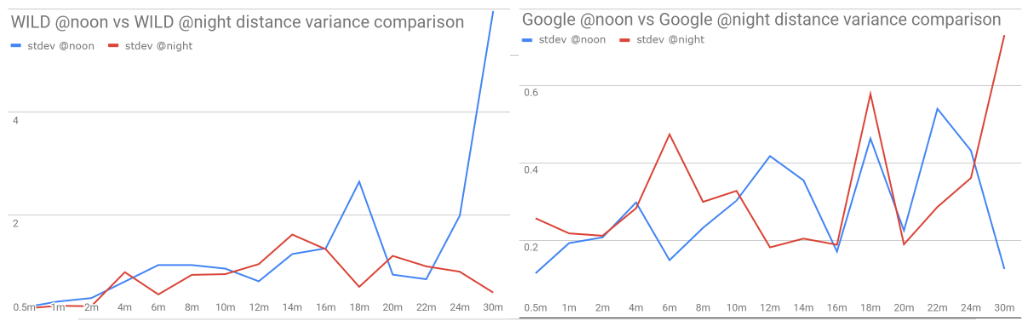 WILD @noon vs WILD @night distance variance comparison
stdev @noon stdev @night
4
2
0.5m 1m 2m 4m 6m 8m 10m 12m 14m 16m 18m 20m 22m 24m 30m
Google @noon vs Google @night distance variance comparison
stdev @noon stdev @night
0.6
0.4
0.2
0.5m 1m 2m 4m 6m 8m 10m 12m 14m 16m 18m 20m 22m 24m 30m